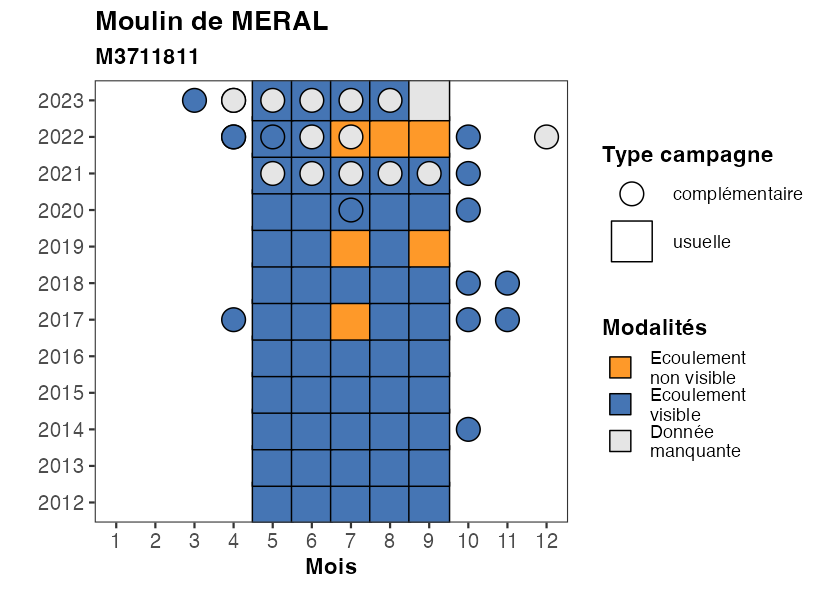 Moulin de MERAL
M3711811
2023
2022
2021
2020
2019
2018
2017
2016
2015
2014
2013
2012
1 2 3 4 5 6 7 8 9 10 11 12
Mois
Type campagne
complémentaire
usuelle
Modalités
Ecoulement
non visible
Ecoulement
visible
Donnée
manquante